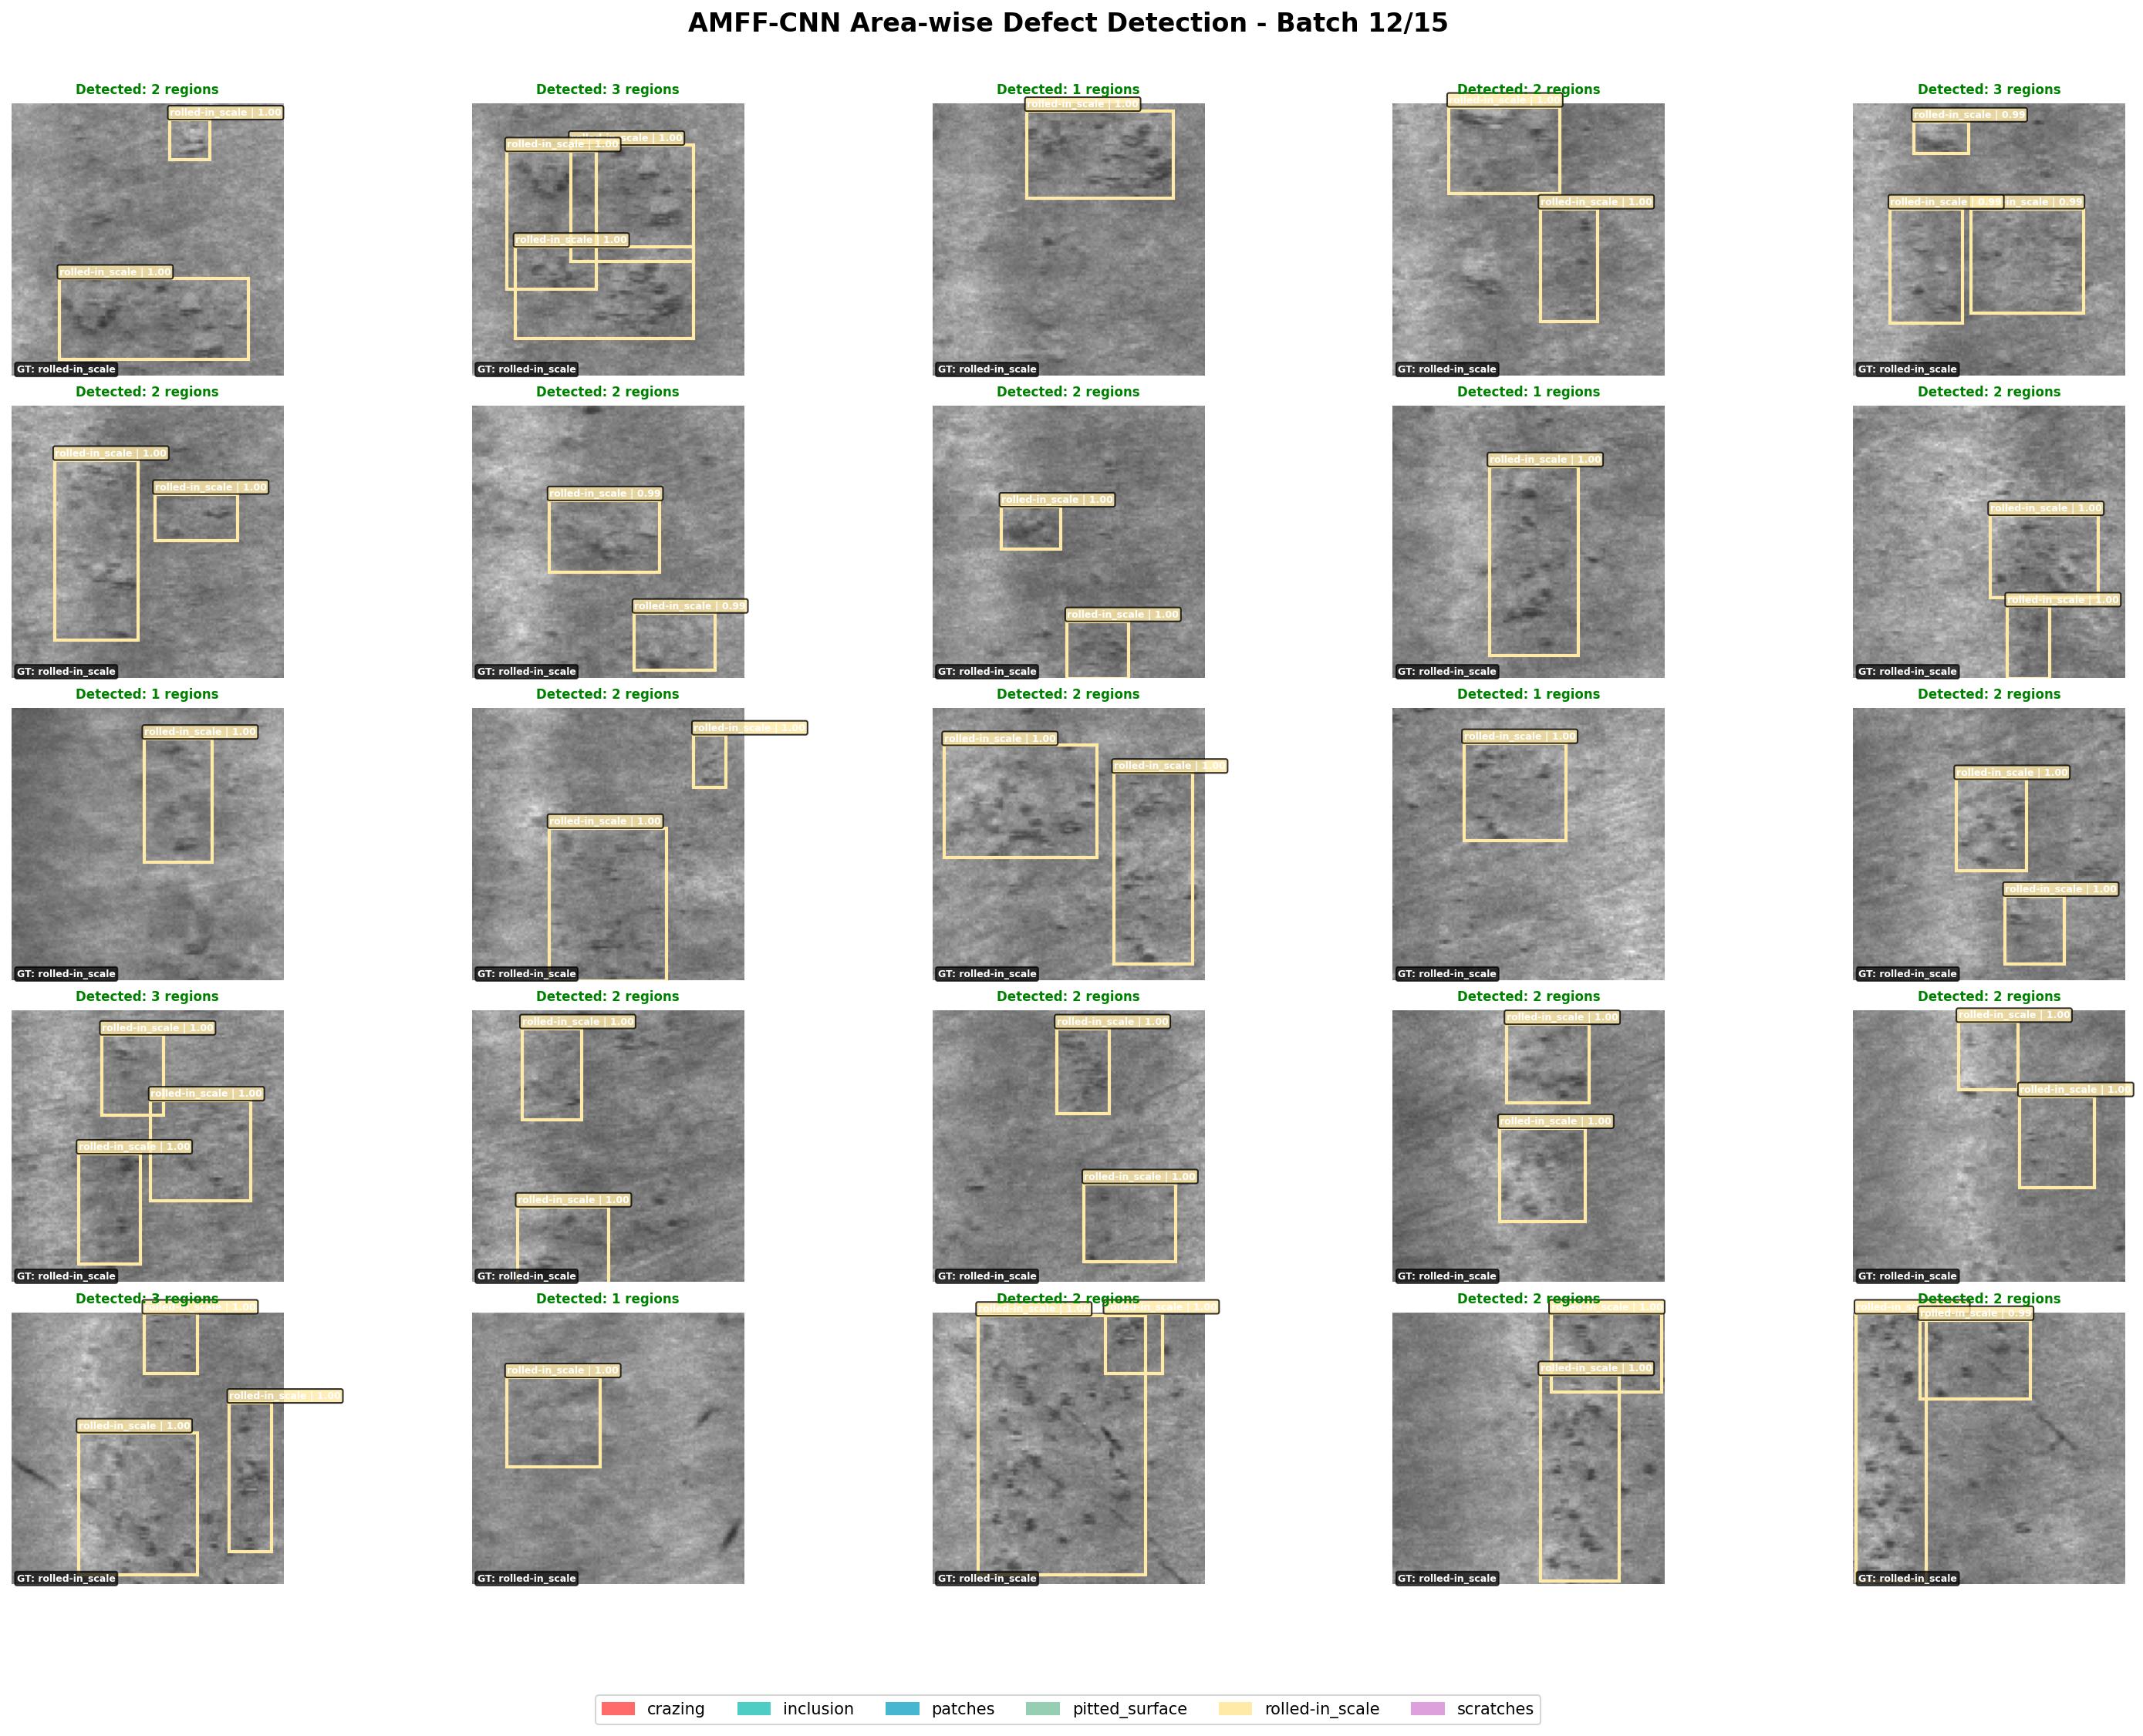 AMFF-CNN Area-wise Defect Detection - Batch 12/15
Detected: 2 regions
Detected: 3 regions
Detected: 1 regions
Detected: 2 regions
Detected: 3 regions
rolled-in_scale | 1.00
rolled-in_scale | 1.00
GT: rolled-in_scale
scale | 1.00
rolled-in_scale | 1.00
rolled-in_scale | 1.00
GT: rolled-in_scale
rolled-in_scale | 1.00
GT: rolled-in_scale
rolled-in_scale | 1.00
rolled-in_scale | 1.00
GT: rolled-in_scale
rolled-in_scale | 0.99
rolled-in_scale | 0.99
in_scale | 0.99
GT: rolled-in_scale
Detected: 2 regions
Detected: 2 regions
Detected: 2 regions
Detected: 1 regions
Detected: 2 regions
rolled-in_scale | 1.00
rolled-in_scale | 1.00
GT: rolled-in_scale
rolled-in_scale | 0.99
rolled-in_scale | 0.99
GT: rolled-in_scale
rolled-in_scale | 1.00
rolled-in_scale | 1.00
GT: rolled-in_scale
rolled-in_scale | 1.00
GT: rolled-in_scale
rolled-in_scale | 1.00
rolled-in_scale | 1.00
GT: rolled-in_scale
Detected: 1 regions
Detected: 2 regions
Detected: 2 regions
Detected: 1 regions
Detected: 2 regions
rolled-in_scale | 1.00
GT: rolled-in_scale
rolled-in_scale | 1.00
rolled-in_scale | 1.00
GT: rolled-in_scale
rolled-in_scale | 1.00
rolled-in_scale | 1.00
GT: rolled-in_scale
rolled-in_scale | 1.00
GT: rolled-in_scale
rolled-in_scale | 1.00
rolled-in_scale | 1.00
GT: rolled-in_scale
Detected: 3 regions
Detected: 2 regions
Detected: 2 regions
Detected: 2 regions
Detected: 2 regions
rolled-in_scale | 1.00
rolled-in_scale | 1.00
rolled-in_scale | 1.00
GT: rolled-in_scale
rolled-in_scale | 1.00
rolled-in_scale | 1.00
GT: rolled-in_scale
rolled-in_scale | 1.00
rolled-in_scale | 1.00
GT: rolled-in_scale
rolled-in_scale | 1.00
rolled-in_scale | 1.00
GT: rolled-in_scale
rolled-in_scale | 1.00
rolled-in_scale | 1.00
GT: rolled-in_scale
Detected: 3 regions
Detected: 1 regions
Detected: 2 regions
Detected: 2 regions
Detected: 2 regions
rolled-in_scale | 1.00
rolled-in_scale | 1.00
rolled-in_scale | 1.00
GT: rolled-in_scale
rolled-in_scale | 1.00
GT: rolled-in_scale
rolled-in_scale | 1.00
rolled-in_scale | 1.00
GT: rolled-in_scale
rolled-in_scale | 1.00
rolled-in_scale | 1.00
GT: rolled-in_scale
rolled-in_scale
rolled-in_scale | 0.99
GT: rolled-in_scale
crazing
inclusion
patches
pitted_surface
rolled-in_scale
scratches